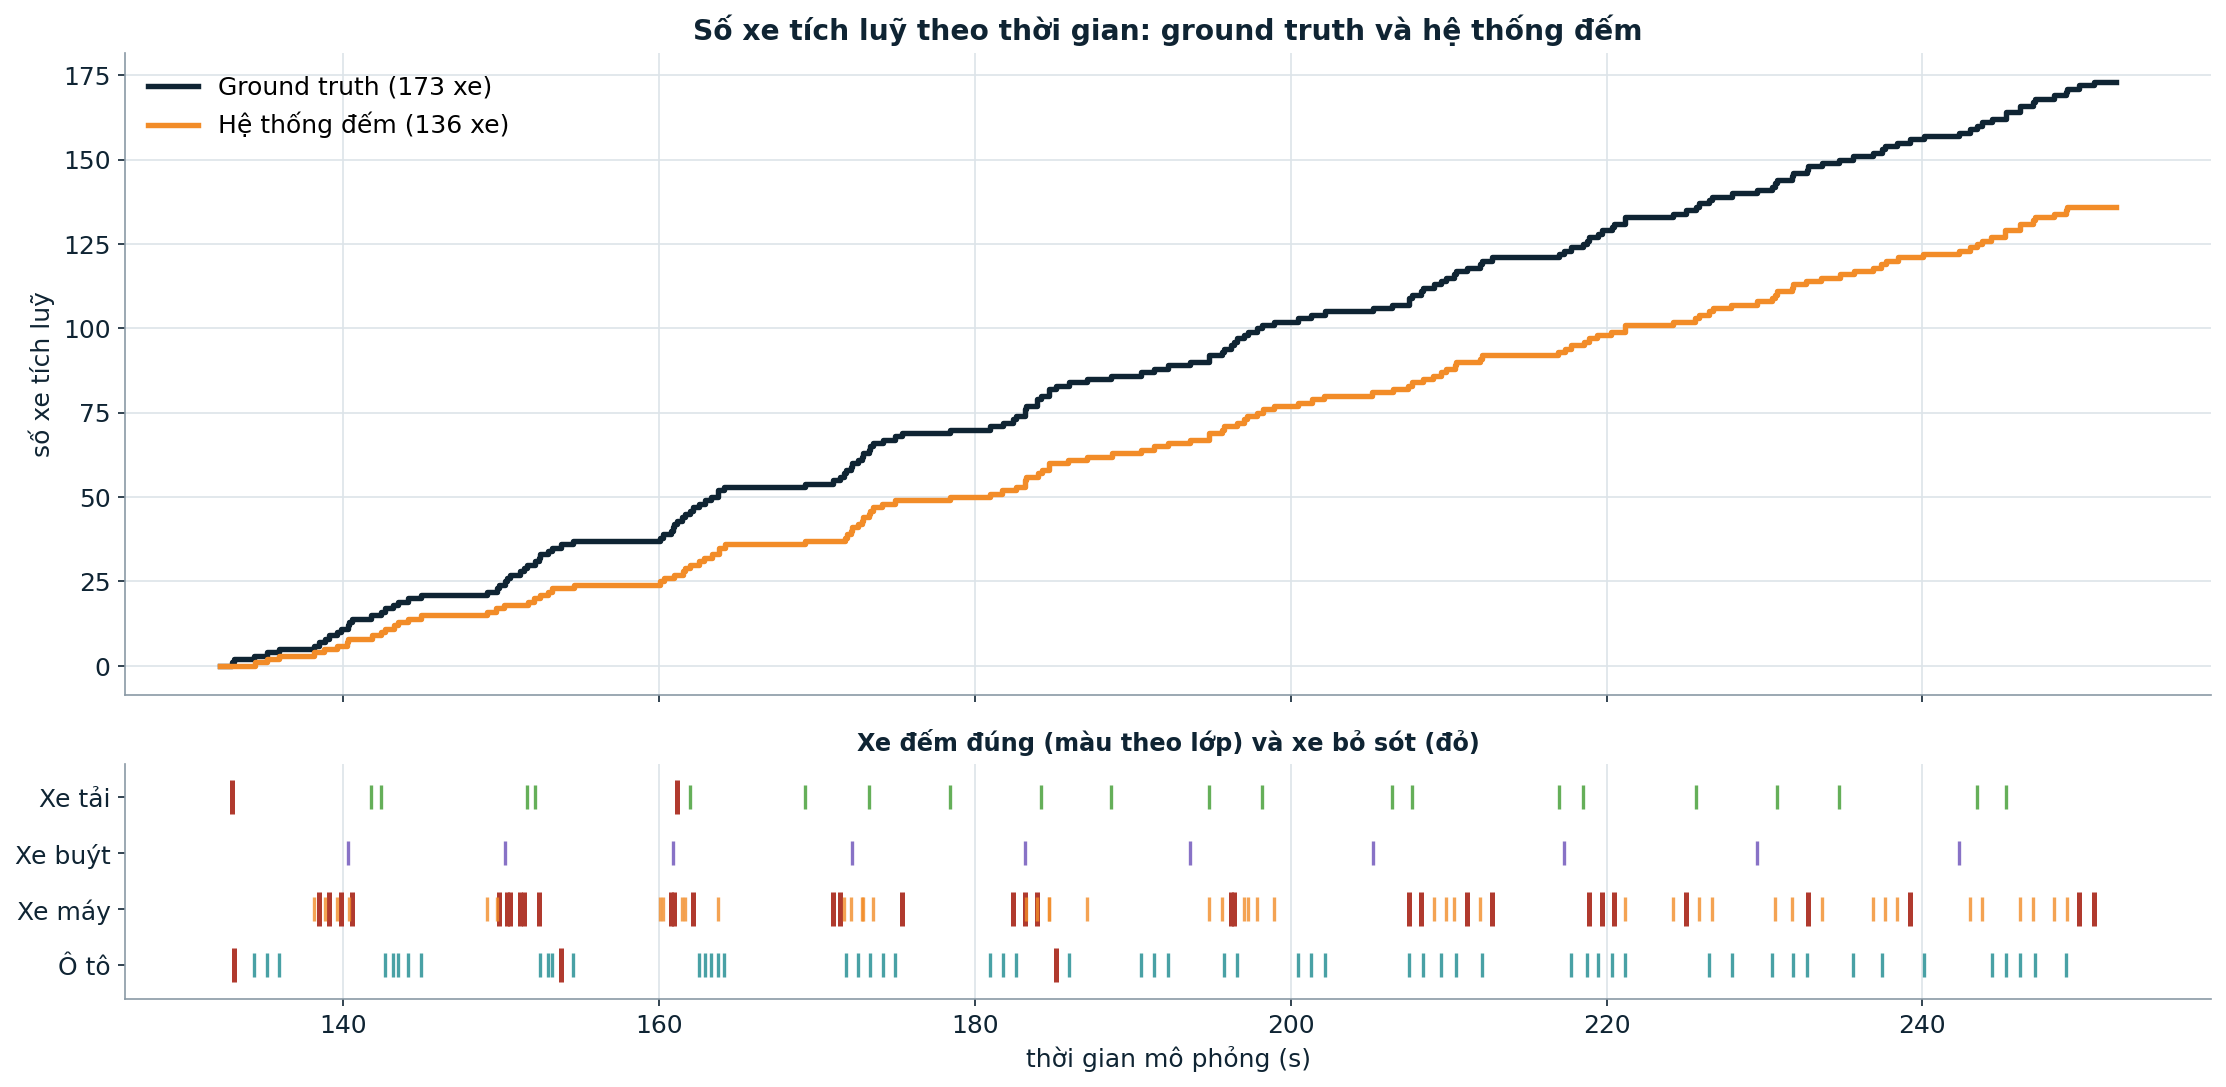 Số xe tích luỹ theo thời gian: ground truth và hệ thống đếm
Ground truth (173 xe)
Hệ thống đếm (136 xe)
số xe tích luỹ
175
150
125
100
75
50
25
0
Xe đếm đúng (màu theo lớp) và xe bỏ sót (đỏ)
Xe tải
Xe buýt
Xe máy
Ô tô
140 160 180 200 220 240
thời gian mô phỏng (s)